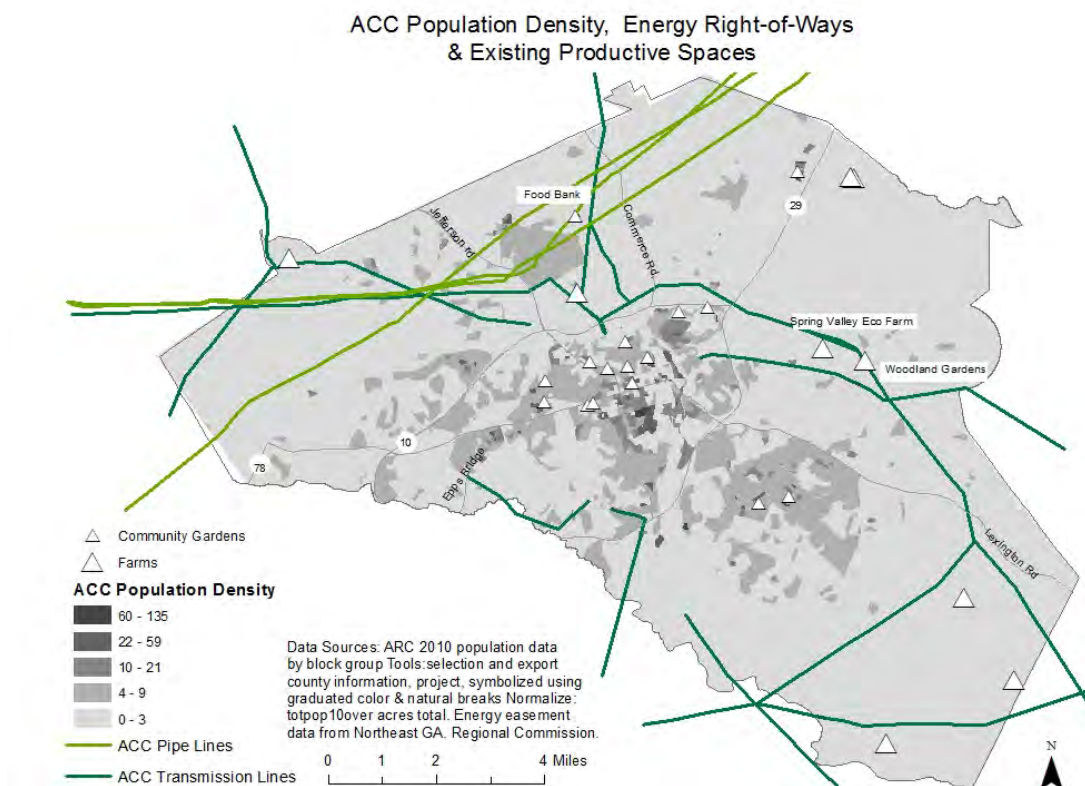 ACC Population Density, Energy Right-of-Ways
& Existing Productive Spaces
Food Bank
Jefferson rd
Commerce Rd
29
Spring Valley Eco Farm
Woodland Gardens
10
78
Epps Bridge
Lexington Rd
Community Gardens
Farms
ACC Population Density
60 - 135
22 - 59
10 - 21
4 - 9
0 - 3
ACC Pipe Lines
ACC Transmission Lines
Data Sources: ARC 2010 population data
by block group Tools:selection and export
county information, project, symbolized using
graduated color & natural breaks Normalize:
totpop10over acres total. Energy easement
data from Northeast GA. Regional Commission.
0 1 2 4 Miles
N